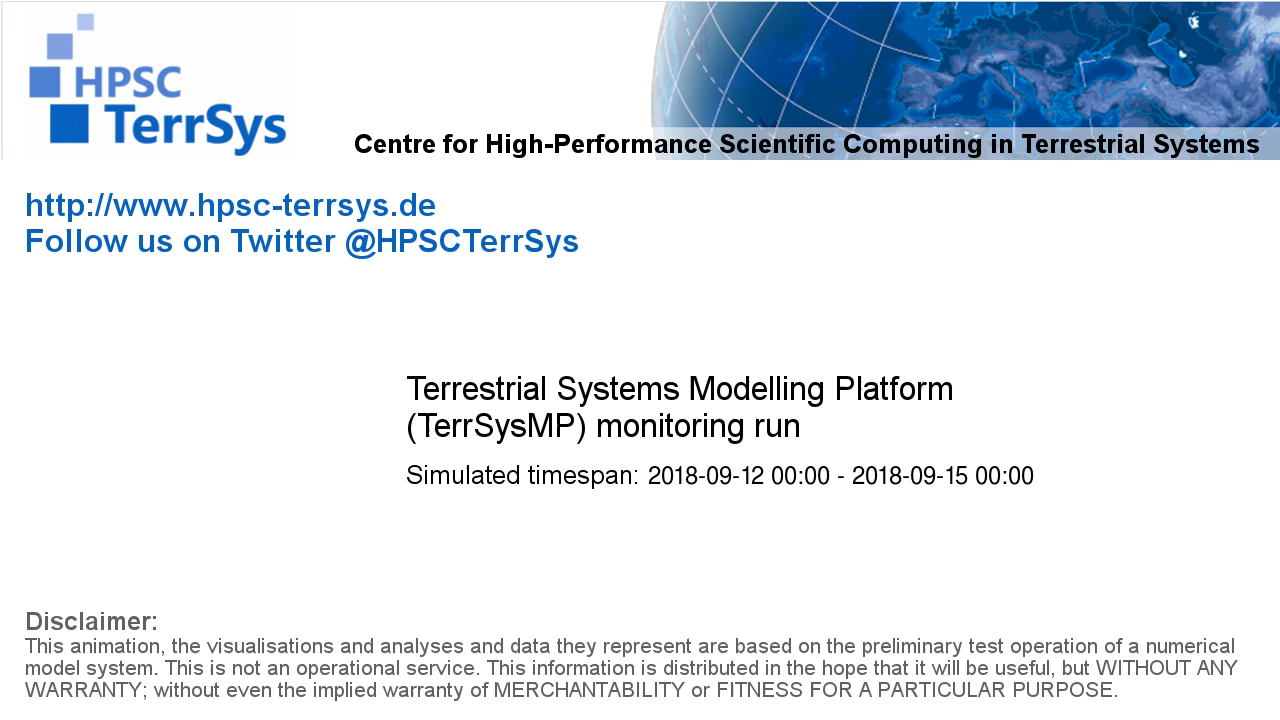 HPSC
TerrSys
Centre for High-Performance Scientific Computing in Terrestrial Systems
http://www.hpsc-terrsys.de
Follow us on Twitter @HPSCTerrSys
Terrestrial Systems Modelling Platform
(TerrSysMP) monitoring run
Simulated timespan: 2018-09-12 00:00 - 2018-09-15 00:00
Disclaimer:
This animation, the visualisations and analyses and data they represent are based on the preliminary test operation of a numerical
model system. This is not an operational service. This information is distributed in the hope that it will be useful, but WITHOUT ANY
WARRANTY; without even the implied warranty of MERCHANTABILITY or FITNESS FOR A PARTICULAR PURPOSE.